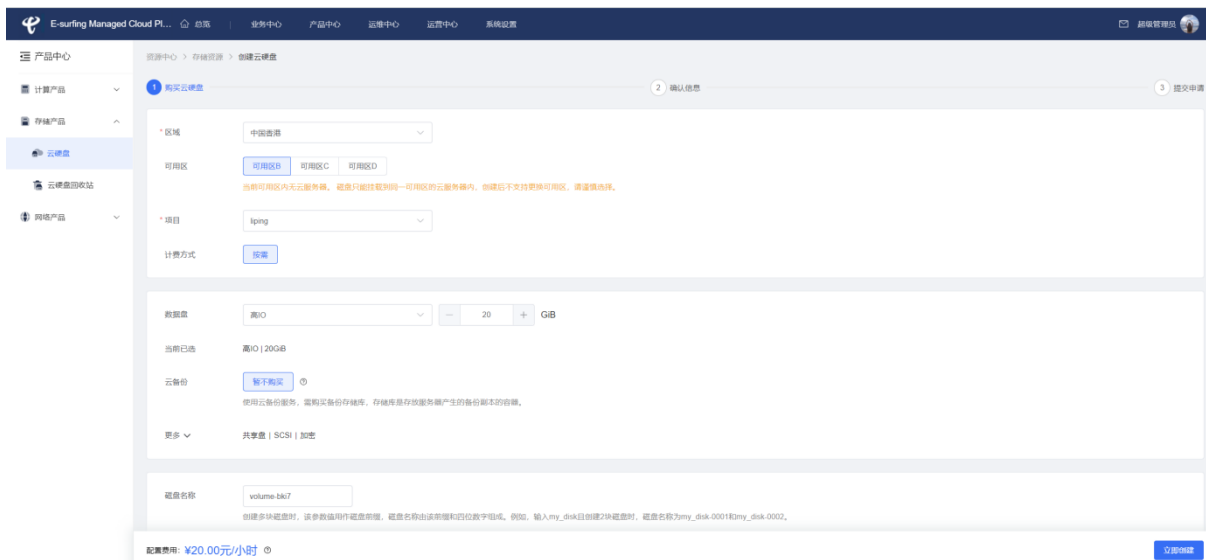 E-surfing Managed Cloud Pl... 总览 | 业务中心 产品中心 运维中心 运营中心 系统设置 超级管理员
产品中心
资源中心 > 存储资源 > 创建云硬盘
计算产品
存储产品
云硬盘
云硬盘回收站
网络产品
1 购买云硬盘 2 确认信息 3 提交申请
* 区域 中国香港
可用区 可用区B 可用区C 可用区D
当前可用区内无云服务器。 磁盘只能挂载到同一可用区的云服务器内，创建后不支持更换可用区，请谨慎选择。
* 项目 liping
计费方式 按需
数据盘 高IO — 20 + GiB
当前已选 高IO | 20GiB
云备份 暂不购买
使用云备份服务，需购买备份存储库，存储库是存放服务器产生的备份副本的容器。
更多 共享盘 | SCSI | 加密
磁盘名称 volume-bki7
创建多块磁盘时，该参数值用作磁盘前缀，磁盘名称由该前缀和四位数字组成。例如，输入my_disk且创建2块磁盘时，磁盘名称为my_disk-0001和my_disk-0002。
配置费用: ¥20.00元/小时 立即创建